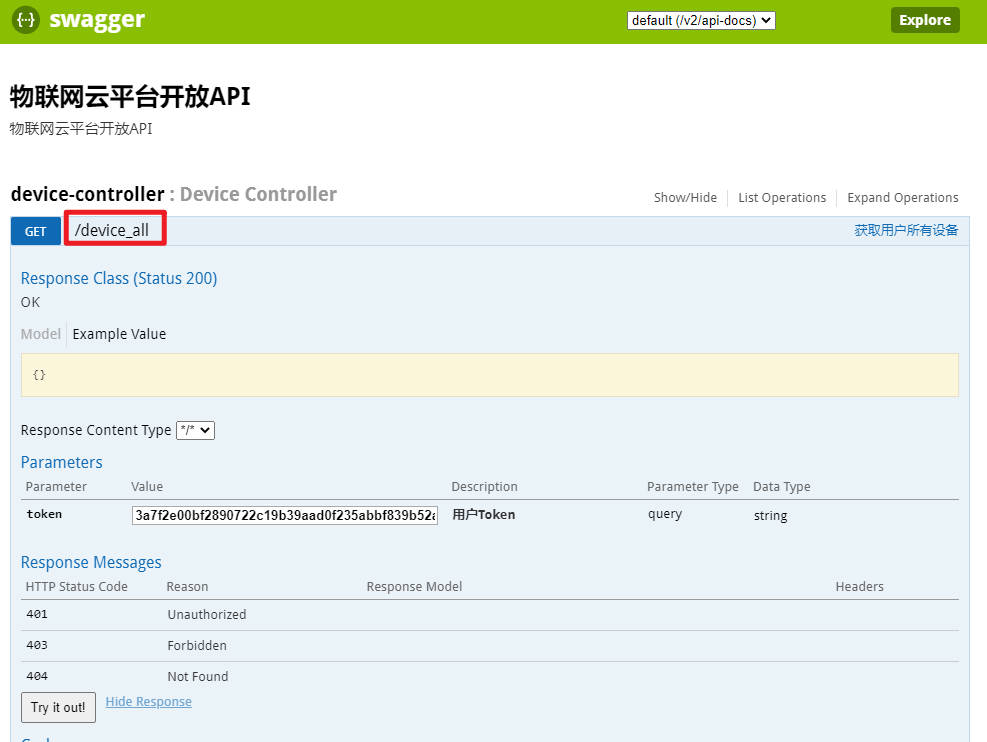 {···} swagger default (/v2/api-docs) Explore
物联网云平台开放API
物联网云平台开放API
device-controller : Device Controller Show/Hide List Operations Expand Operations
GET /device_all 获取用户所有设备
Response Class (Status 200)
OK
Model Example Value
{}
Response Content Type */*
Parameters
Parameter Value Description Parameter Type Data Type
token 3a7f2e00bf2890722c19b39aad0f235abbf839b52a 用户Token query string
Response Messages
HTTP Status Code Reason Response Model Headers
401 Unauthorized
403 Forbidden
404 Not Found
Try it out! Hide Response